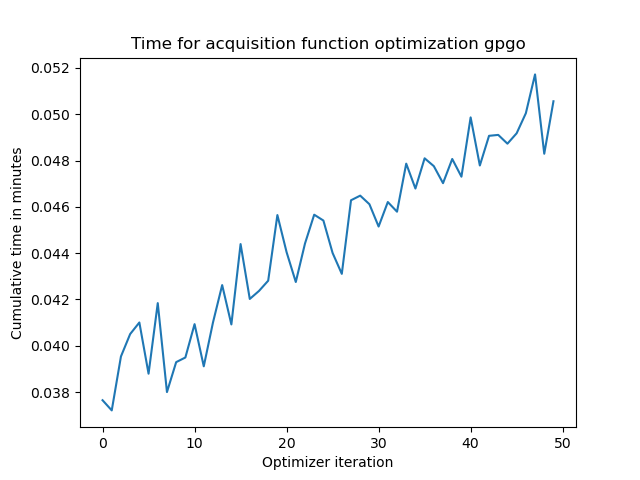 Time for acquisition function optimization gpgo
0.052
0.050
0.048
0.046
0.044
0.042
0.040
0.038
Cumulative time in minutes
0 10 20 30 40 50
Optimizer iteration